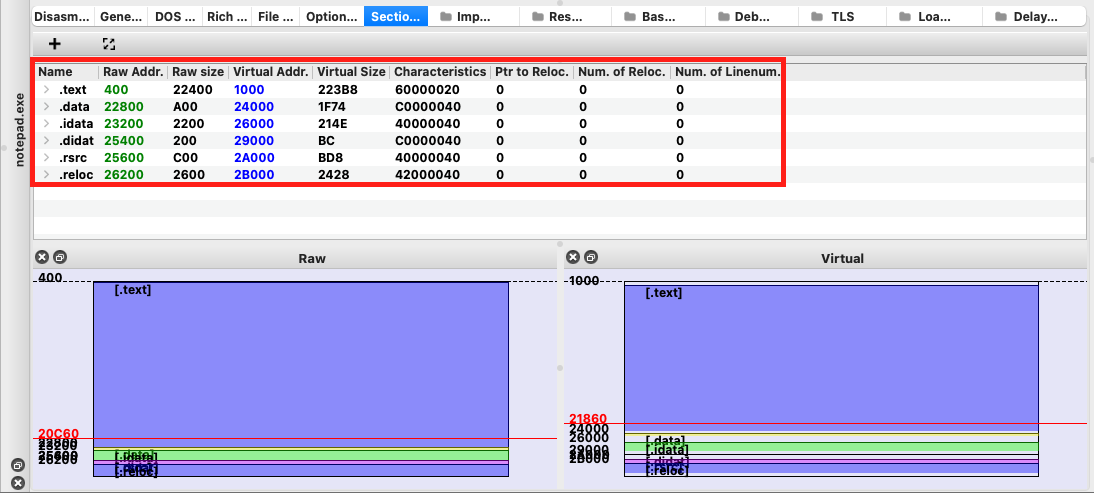 Disasm... Gene... DOS ... Rich ... File ... Option... Sectio... Imp... Res... Bas... Deb... TLS Loa... Delay...
notepad.exe
Name Raw Addr. Raw size Virtual Addr. Virtual Size Characteristics Ptr to Reloc. Num. of Reloc. Num. of Linenum.
.text 400 22400 1000 223B8 60000020 0 0 0
.data 22800 A00 24000 1F74 C0000040 0 0 0
.idata 23200 2200 26000 214E 40000040 0 0 0
.didat 25400 200 29000 BC C0000040 0 0 0
.rsrc 25600 C00 2A000 BD8 40000040 0 0 0
.reloc 26200 2600 2B000 2428 42000040 0 0 0
Raw
400
[.text]
20C60
23200
25600
26200
[.idata]
[.reloc]
Virtual
1000
[.text]
21860
24000
26000
29000
2B000
[.data]
[.idata]
[.didat]
[.reloc]